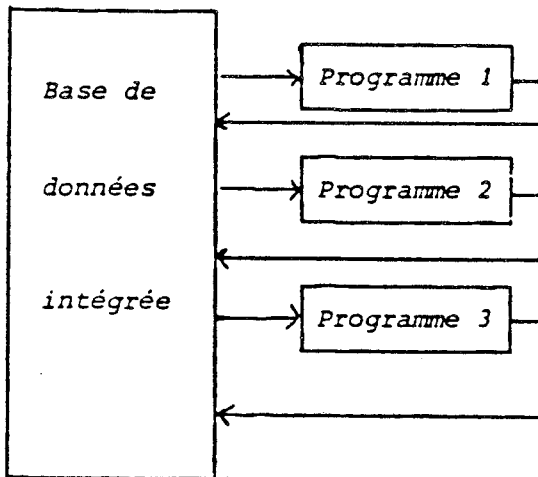 Base de
données
intégrée
Programme 1
Programme 2
Programme 3